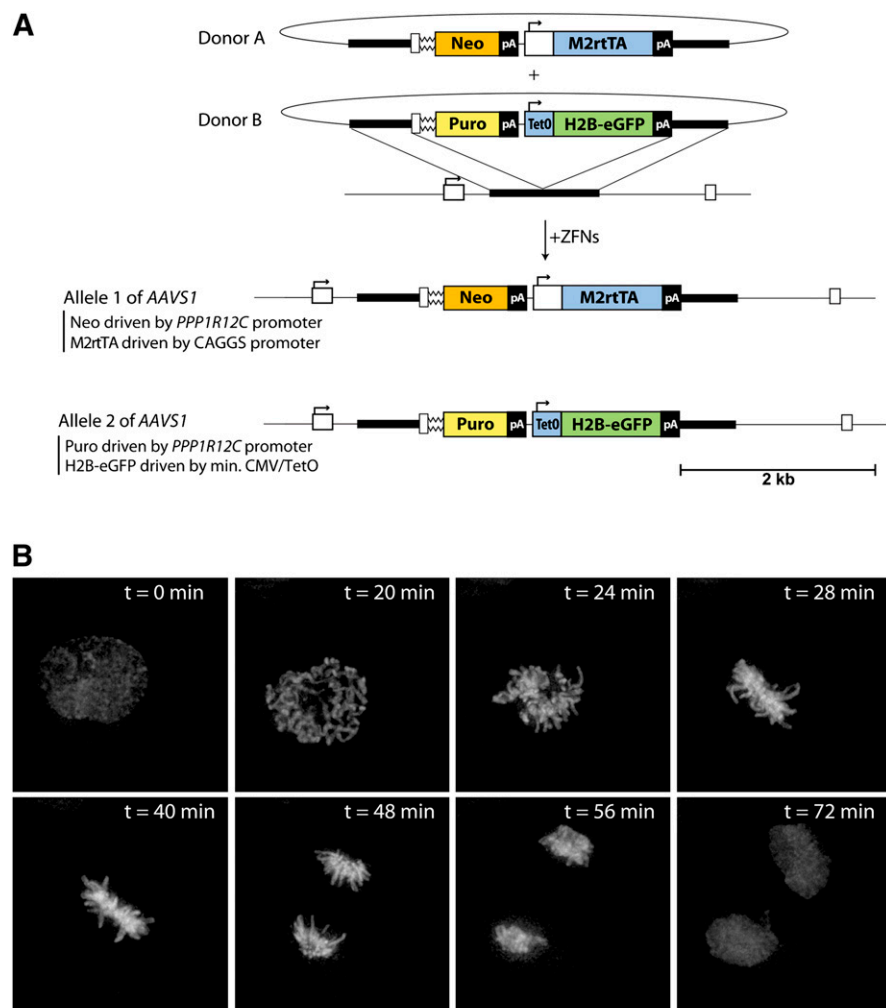 A
Donor A
Neo pA M2rtTA pA
+
Donor B
Puro pA TetO H2B-eGFP pA
+ZFNs
Allele 1 of AAVS1
Neo driven by PPP1R12C promoter
M2rtTA driven by CAGGS promoter
Neo pA M2rtTA pA
Allele 2 of AAVS1
Puro driven by PPP1R12C promoter
H2B-eGFP driven by min. CMV/TetO
Puro pA TetO H2B-eGFP pA
2 kb
B
t = 0 min
t = 20 min
t = 24 min
t = 28 min
t = 40 min
t = 48 min
t = 56 min
t = 72 min